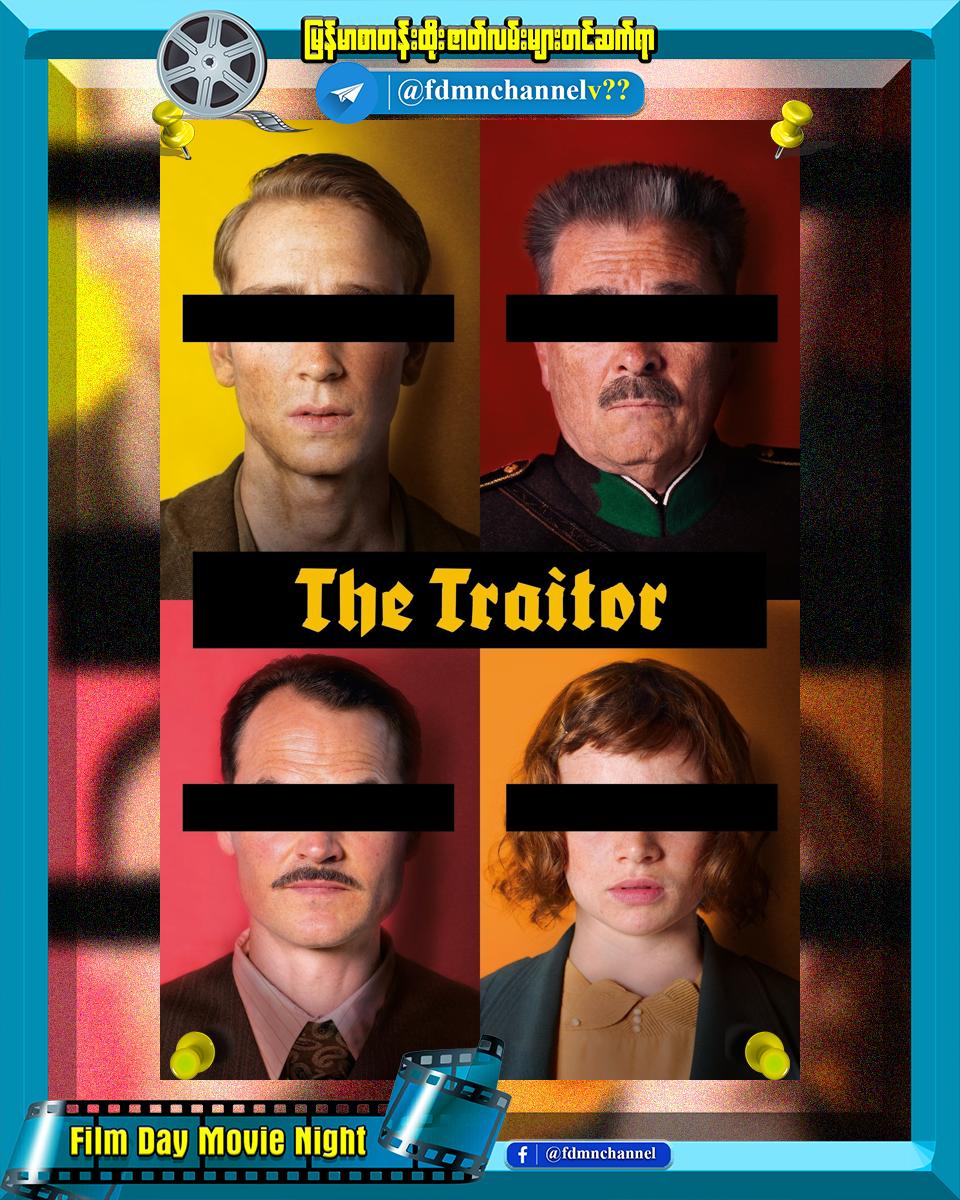 မြန်မာစာတန်းထိုးဇာတ်လမ်းများတင်ဆက်ရာ
@fdmnchannelv??
The Traitor
Film Day Movie Night
@fdmnchannel